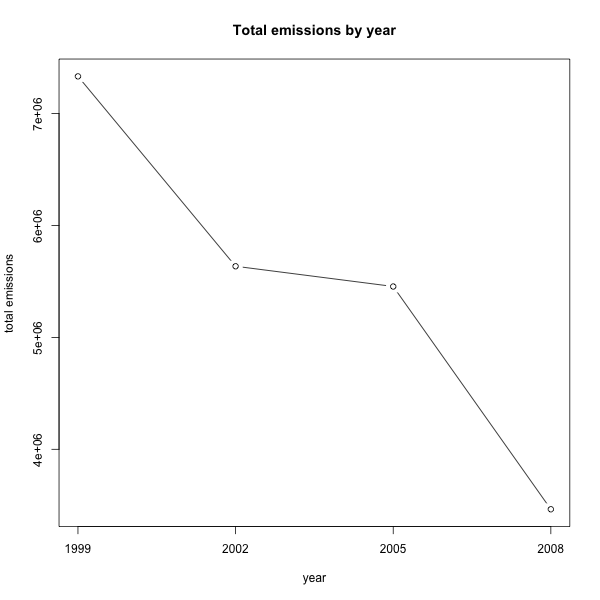 Total emissions by year
total emissions
7e+06
6e+06
5e+06
4e+06
1999 2002 2005 2008
year